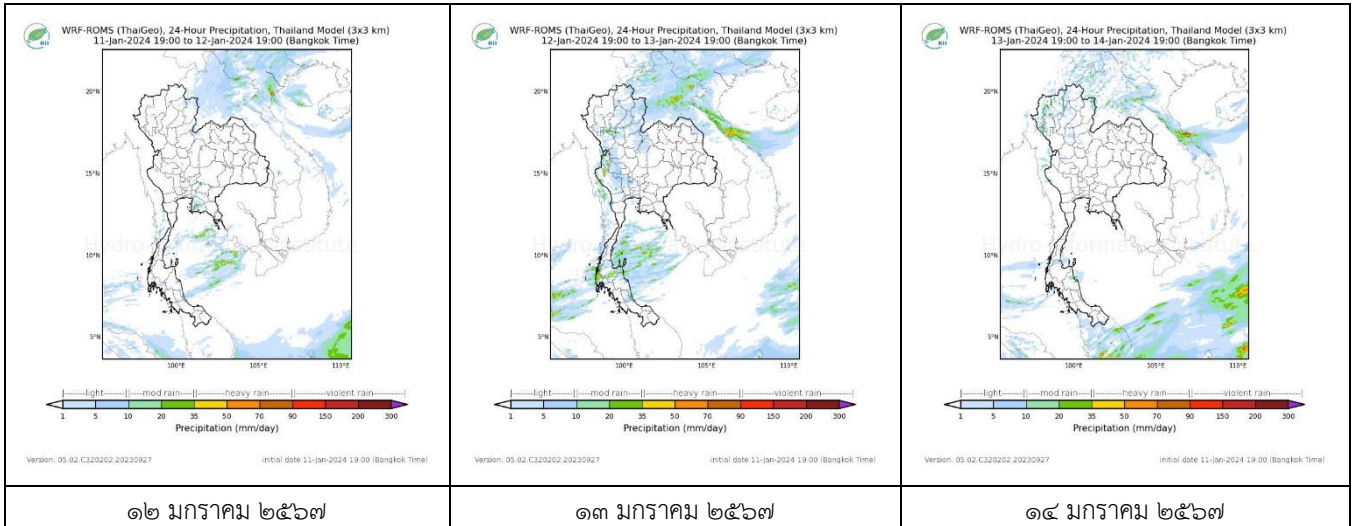 WRF-ROMS (ThaiGeo), 24-Hour Precipitation, Thailand Model (3x3 km)
11-Jan-2024 19:00 to 12-Jan-2024 19:00 (Bangkok Time)
HII
20°N
15°N
10°N
5°N
100°E
105°E
110°E
Hydro-Informatics Institute
light
mod rain
heavy rain
violent rain
1 5 10 20 35 50 70 90 150 200 300
Precipitation (mm/day)
Version: 05.02.C320202.20230927
initial date 11-Jan-2024 19:00 (Bangkok Time)
๑๒ มกราคม ๒๕๖๗
WRF-ROMS (ThaiGeo), 24-Hour Precipitation, Thailand Model (3x3 km)
12-Jan-2024 19:00 to 13-Jan-2024 19:00 (Bangkok Time)
HII
20°N
15°N
10°N
5°N
100°E
105°E
110°E
Hydro-Informatics Institute
light
mod rain
heavy rain
violent rain
1 5 10 20 35 50 70 90 150 200 300
Precipitation (mm/day)
Version: 05.02.C320202.20230927
initial date 11-Jan-2024 19:00 (Bangkok Time)
๑๓ มกราคม ๒๕๖๗
WRF-ROMS (ThaiGeo), 24-Hour Precipitation, Thailand Model (3x3 km)
13-Jan-2024 19:00 to 14-Jan-2024 19:00 (Bangkok Time)
HII
20°N
15°N
10°N
5°N
100°E
105°E
110°E
Hydro-Informatics Institute
light
mod rain
heavy rain
violent rain
1 5 10 20 35 50 70 90 150 200 300
Precipitation (mm/day)
Version: 05.02.C320202.20230927
initial date 11-Jan-2024 19:00 (Bangkok Time)
๑๔ มกราคม ๒๕๖๗